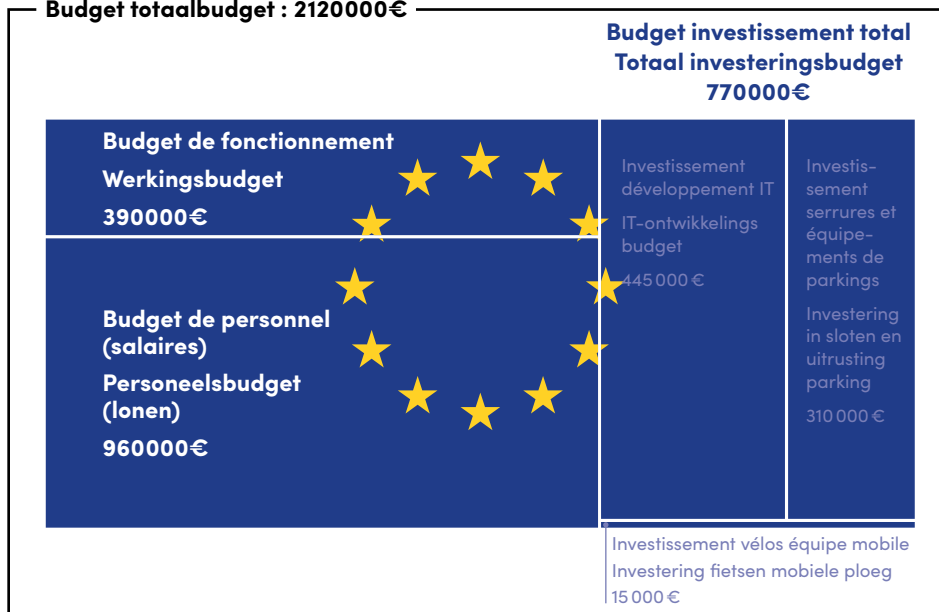 Budget totaalbudget : 2120000€
Budget investissement total
Totaal investeringsbudget
770000€
Budget de fonctionnement
Werkingsbudget
390000€
Budget de personnel
(salaires)
Personeelsbudget
(lonen)
960000€
Investissement
développement IT
IT-ontwikkelings
budget
445 000 €
Investis-
sement
serrures et
équipe-
ments de
parkings
Investering
in sloten en
uitrusting
parking
310 000 €
Investissement vélos équipe mobile
Investering fietsen mobiele ploeg
15 000 €